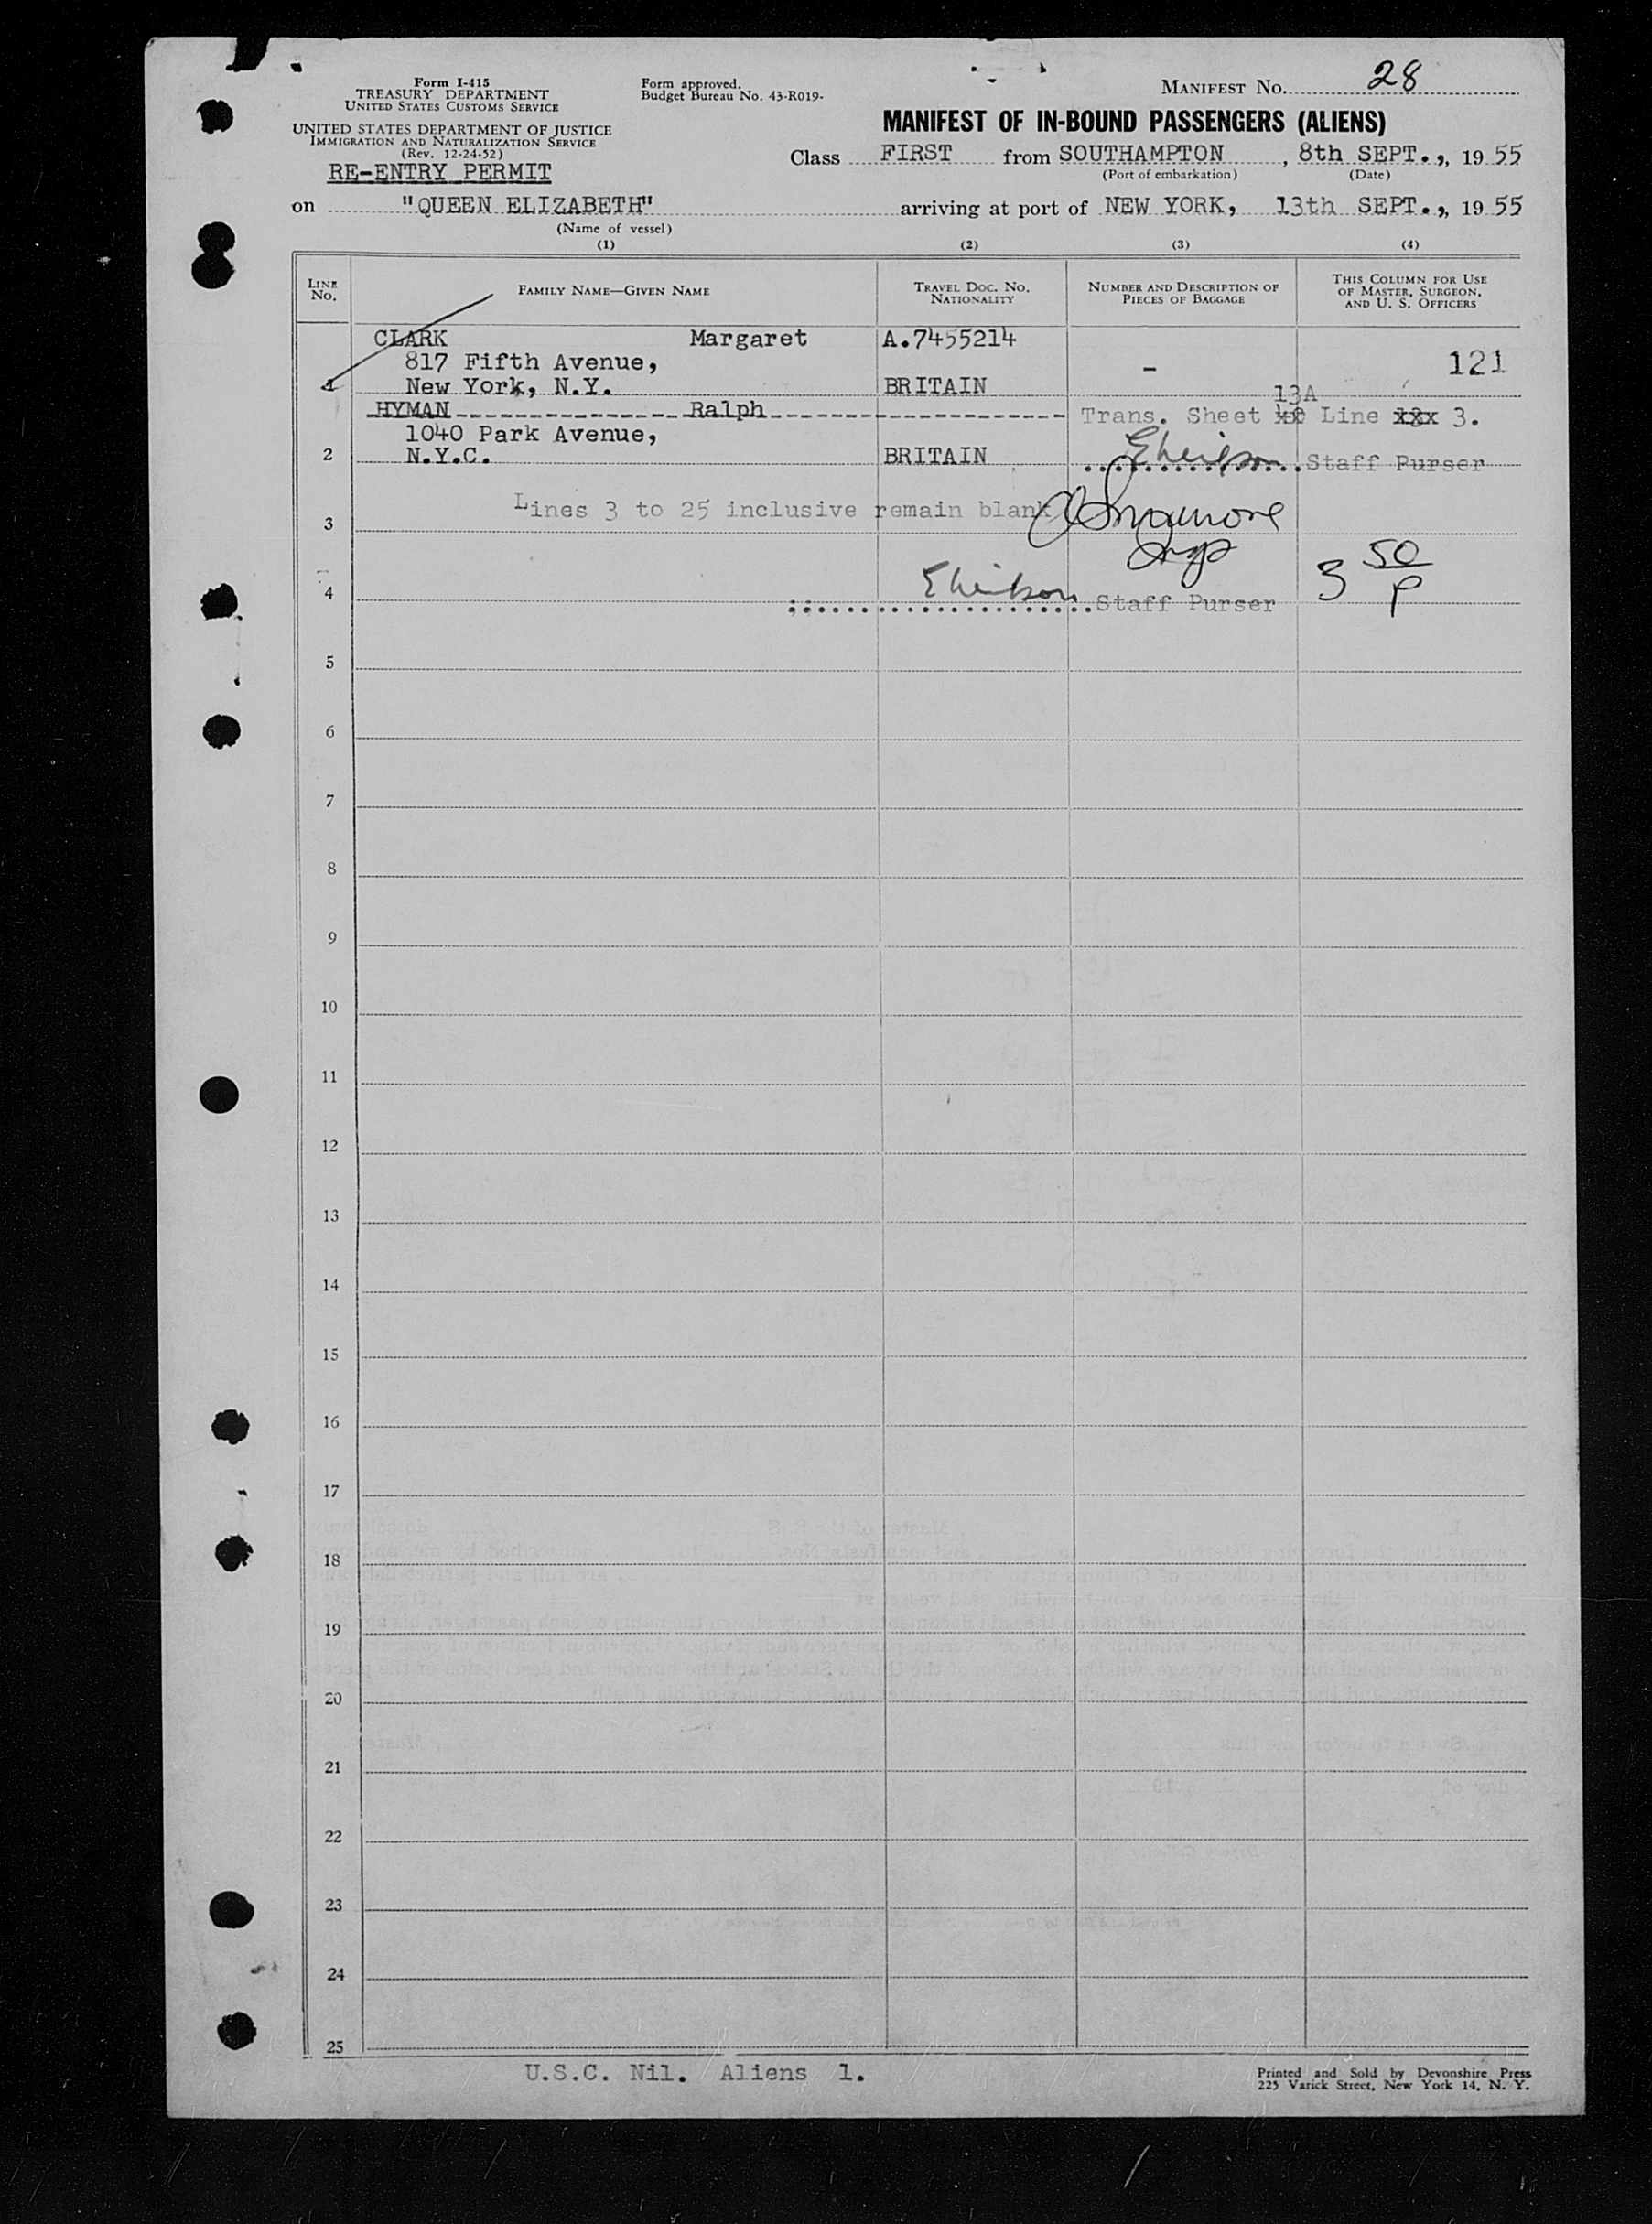 Form I-415
TREASURY DEPARTMENT
UNITED STATES CUSTOMS SERVICE
UNITED STATES DEPARTMENT OF JUSTICE
IMMIGRATION AND NATURALIZATION SERVICE
(Rev. 12-24-52)
RE-ENTRY PERMIT
Form approved.
Budget Bureau No. 43-R019-
MANIFEST No. 28
MANIFEST OF IN-BOUND PASSENGERS (ALIENS)
Class FIRST from SOUTHAMPTON, 8th SEPT., 1955
(Port of embarkation) (Date)
on "QUEEN ELIZABETH" arriving at port of NEW YORK, 13th SEPT., 1955
(Name of vessel)
(1) (2) (3) (4)
LINE No. FAMILY NAME—GIVEN NAME TRAVEL DOC. No. NATIONALITY NUMBER AND DESCRIPTION OF PIECES OF BAGGAGE THIS COLUMN FOR USE OF MASTER, SURGEON, AND U. S. OFFICERS
CLARK Margaret A.7455214
817 Fifth Avenue, - 121
1 New York, N.Y. BRITAIN
13A
HYMAN Ralph Trans. Sheet Line 3.
1040 Park Avenue,
2 N.Y.C. BRITAIN Staff Purser
3 Lines 3 to 25 inclusive remain blank
3 50
4 Staff Purser
5
6
7
8
9
10
11
12
13
14
15
16
17
18
19
20
21
22
23
24
25
U.S.C. Nil. Aliens 1.
Printed and Sold by Devonshire Press
225 Varick Street, New York 14, N. Y.